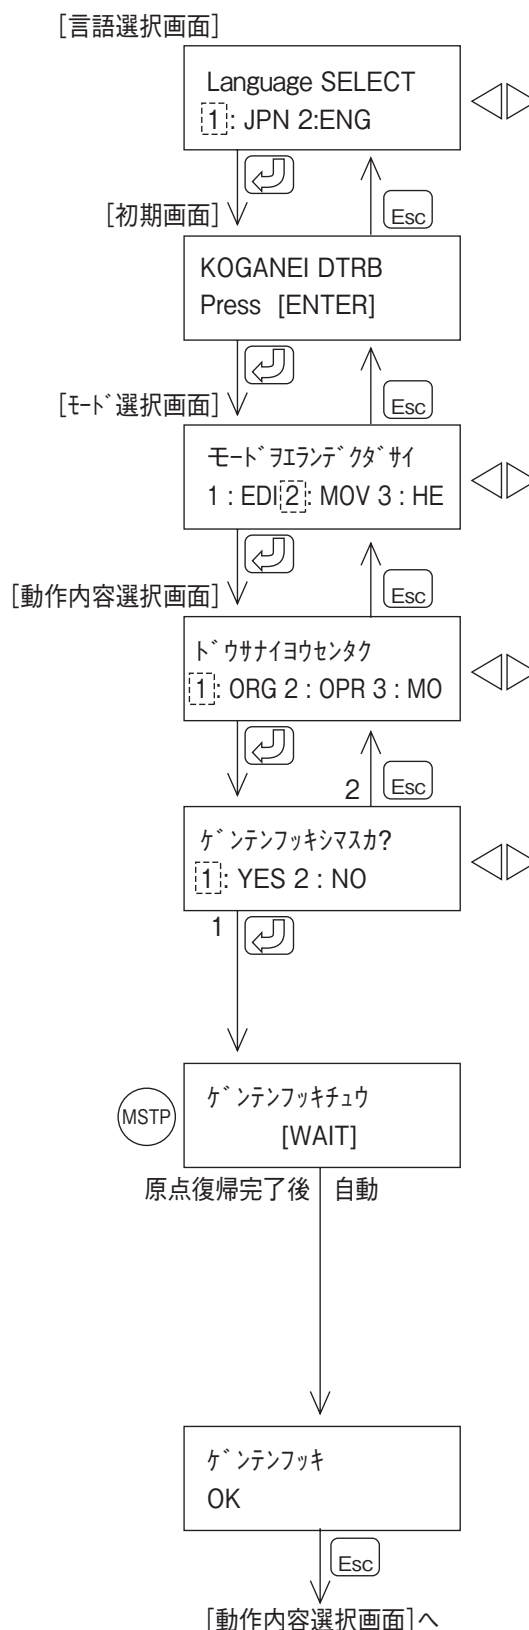 [言語選択画面]
Language SELECT
1: JPN 2:ENG
[初期画面]
Esc
KOGANEI DTRB
Press [ENTER]
[ﾓｰﾄﾞ選択画面]
Esc
ﾓｰﾄﾞｦｴﾗﾝﾃﾞｸﾀﾞｻｲ
1 : EDI2: MOV 3 : HE
[動作内容選択画面]
Esc
ﾄﾞｳｻﾅｲﾖｳｾﾝﾀｸ
1: ORG 2 : OPR 3 : MO
2 Esc
ｹﾞﾝﾃﾝﾌｯｷｼﾏｽｶ?
1: YES 2 : NO
1
MSTP
ｹﾞﾝﾃﾝﾌｯｷﾁｭｳ
[WAIT]
原点復帰完了後 自動
ｹﾞﾝﾃﾝﾌｯｷ
OK
Esc
[動作内容選択画面]へ